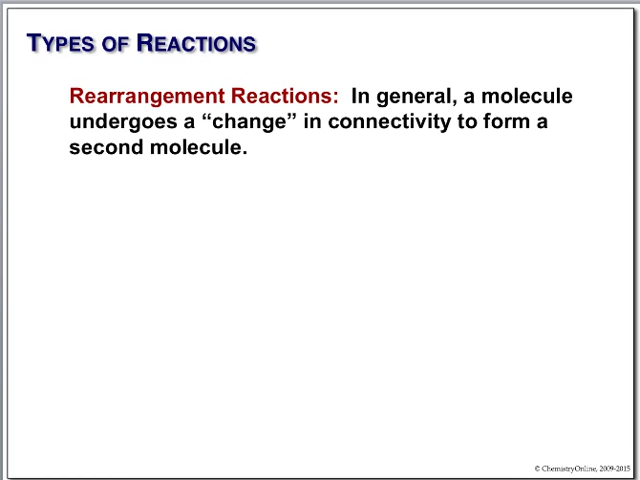 TYPES OF REACTIONS
Rearrangement Reactions: In general, a molecule
undergoes a “change” in connectivity to form a
second molecule.
© ChemistryOnline, 2009-2015